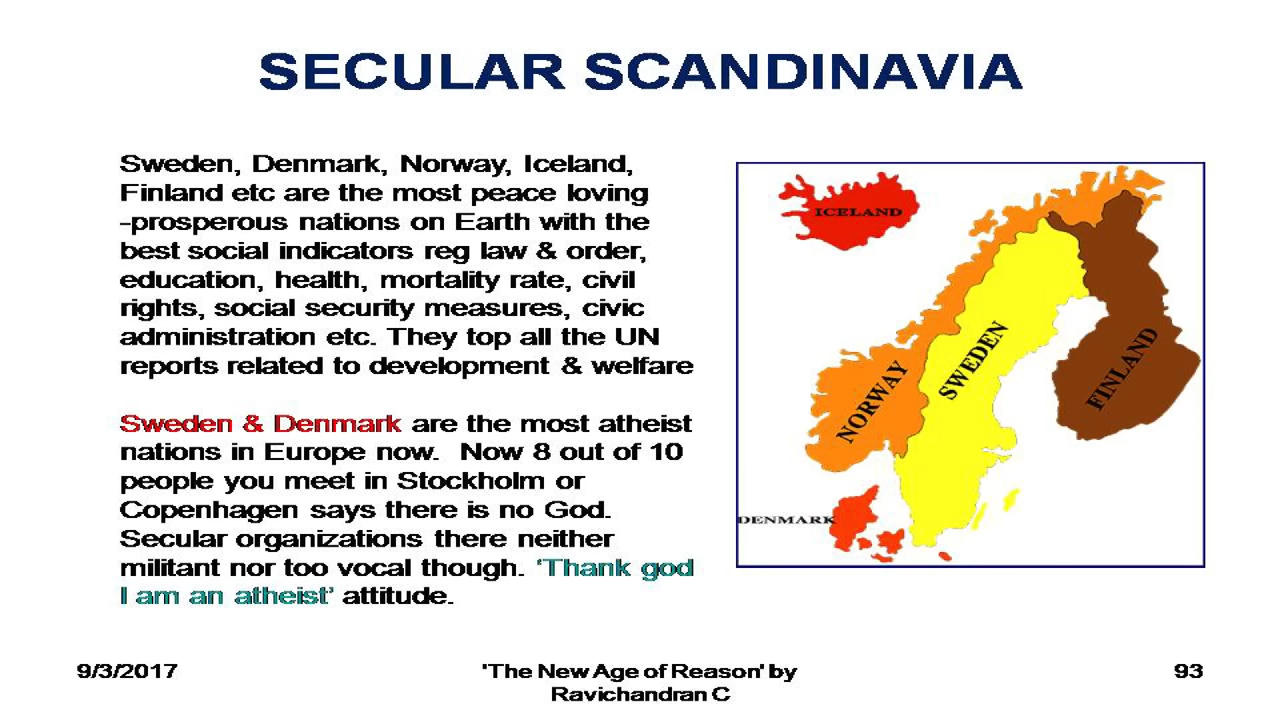 SECULAR SCANDINAVIA
Sweden, Denmark, Norway, Iceland,
Finland etc are the most peace loving
-prosperous nations on Earth with the
best social indicators reg law & order,
education, health, mortality rate, civil
rights, social security measures, civic
administration etc. They top all the UN
reports related to development & welfare
Sweden & Denmark are the most atheist
nations in Europe now. Now 8 out of 10
people you meet in Stockholm or
Copenhagen says there is no God.
Secular organizations there neither
militant nor too vocal though. ‘Thank god
I am an atheist’ attitude.
ICELAND
NORWAY
SWEDEN
FINLAND
DENMARK
9/3/2017
'The New Age of Reason' by
Ravichandran C
93